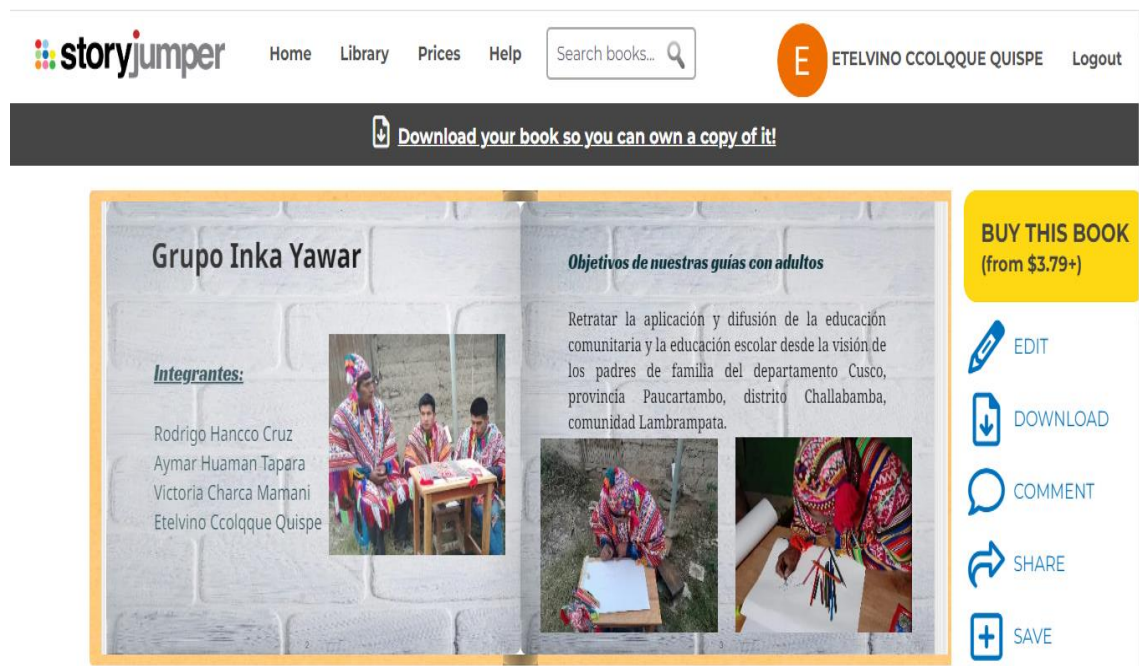 storyjumper
Home Library Prices Help Search books... E ETELVINO CCOLQQUE QUISPE Logout
Download your book so you can own a copy of it!
Grupo Inka Yawar
Integrantes:
Rodrigo Hancco Cruz
Aymar Huaman Tapara
Victoria Charca Mamani
Etelvino Ccolqque Quispe
2
Objetivos de nuestras guías con adultos
Retratar la aplicación y difusión de la educación
comunitaria y la educación escolar desde la visión de
los padres de familia del departamento Cusco,
provincia Paucartambo, distrito Challabamba,
comunidad Lambrampata.
3
BUY THIS BOOK
(from $3.79+)
EDIT
DOWNLOAD
COMMENT
SHARE
SAVE